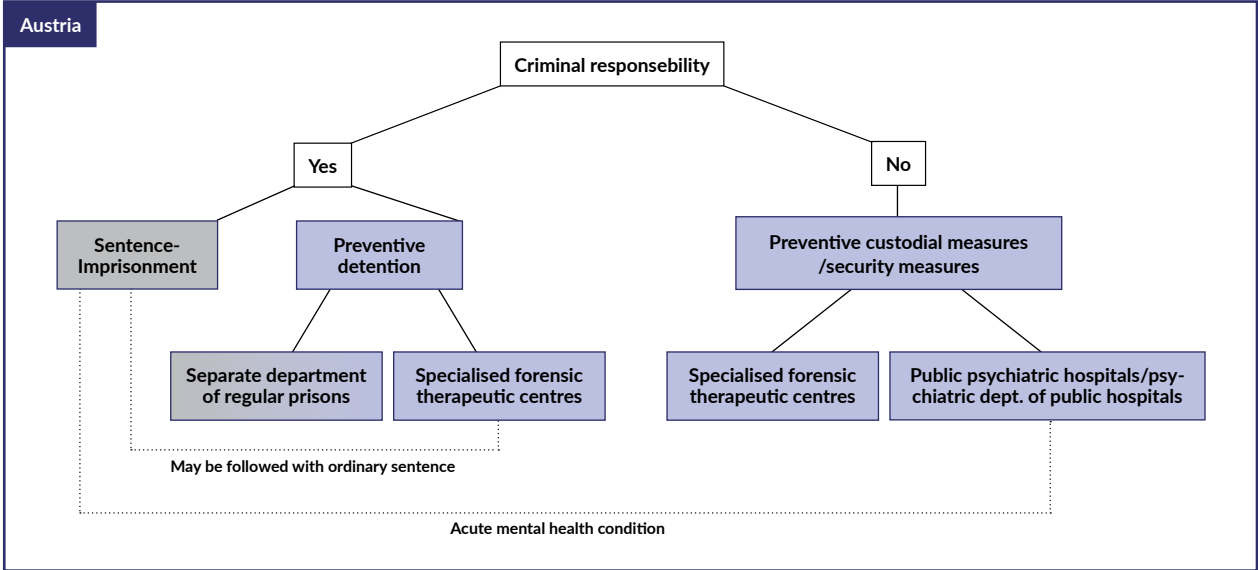 Austria
Criminal responsebility
Yes
No
Sentence-
Imprisonment
Preventive
detention
Preventive custodial measures
/security measures
Separate department
of regular prisons
Specialised forensic
therapeutic centres
Specialised forensic
therapeutic centres
Public psychiatric hospitals/psy-
chiatric dept. of public hospitals
May be followed with ordinary sentence
Acute mental health condition